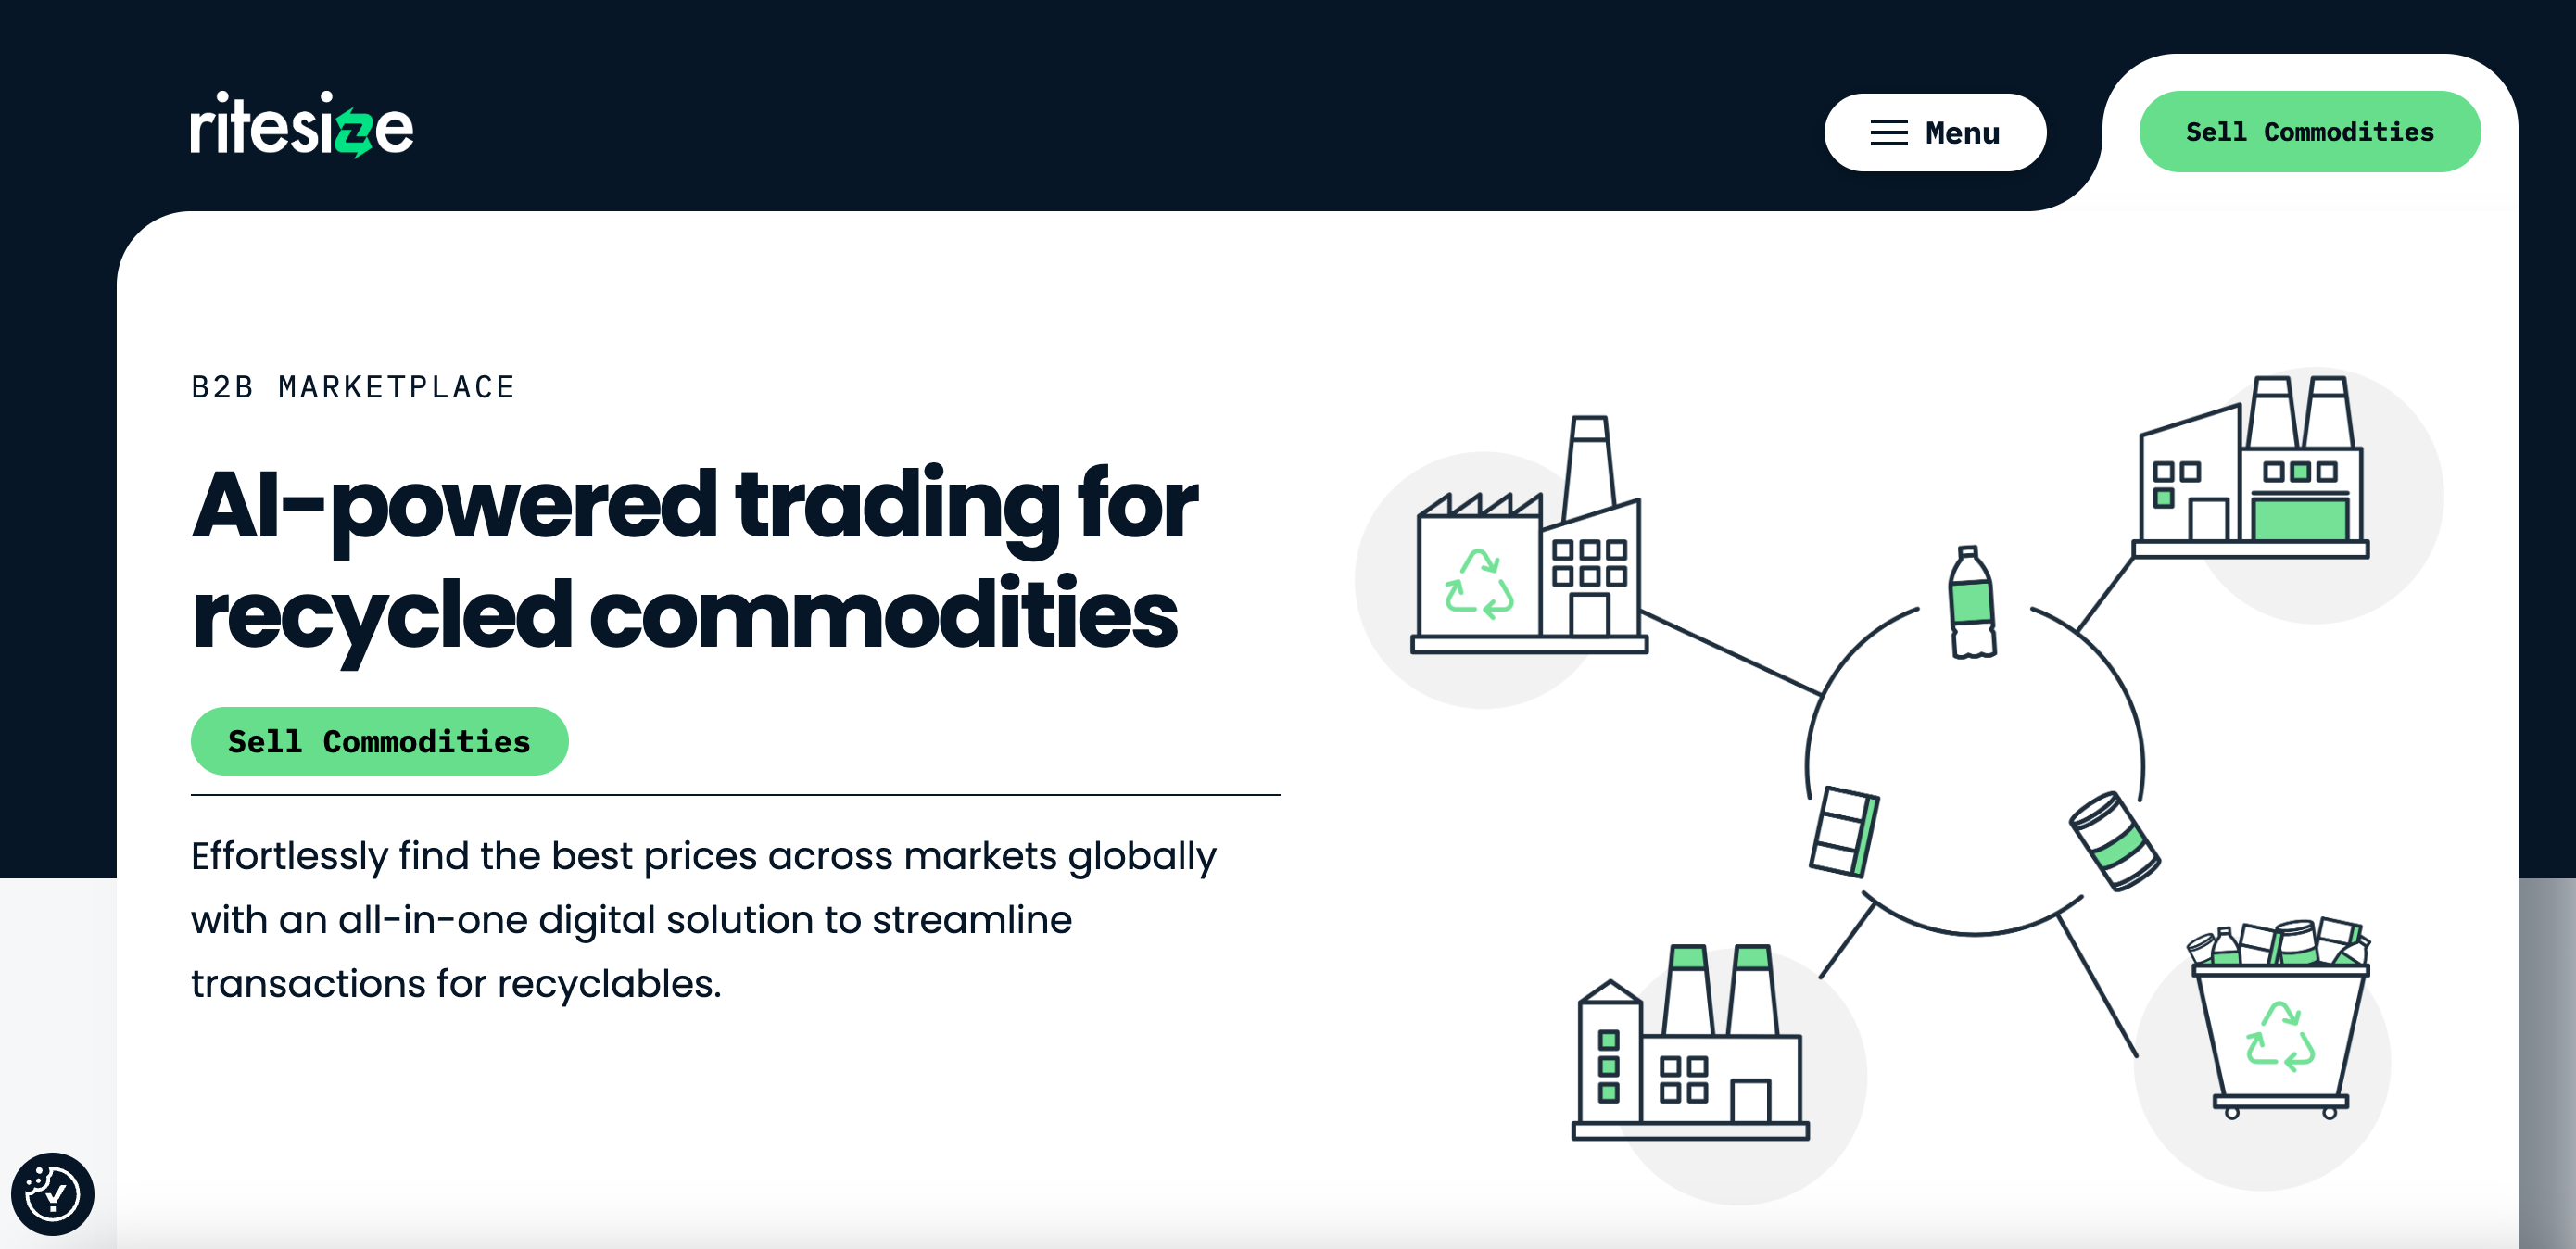 ritesize
Menu
Sell Commodities
B2B MARKETPLACE
AI-powered trading for
recycled commodities
Sell Commodities
Effortlessly find the best prices across markets globally
with an all-in-one digital solution to streamline
transactions for recyclables.